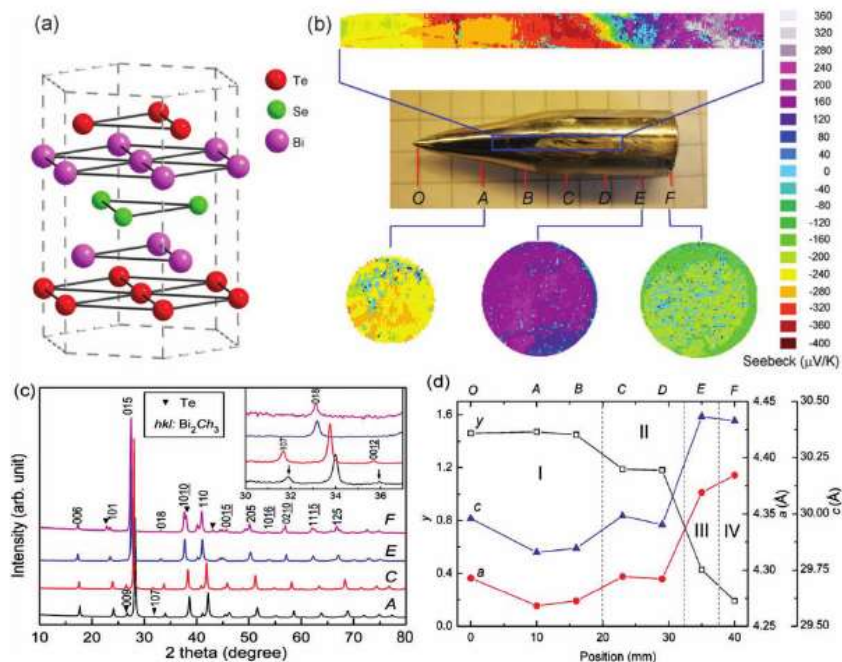 (a)
Te
Se
Bi
(b)
O A B C D E F
A
E
F
360
320
280
240
200
160
120
80
40
0
-40
-80
-120
-160
-200
-240
-280
-320
-360
-400
Seebeck (μV/K)
(c)
Intensity (arb. unit)
▼ Te
hkl: Bi₂Ch₃
015
006
101
018
1010
110
0015
205
1016
0210
1115
125
F
E
C
A
009
107
018
107
0012
30 32 34 36
10 20 30 40 50 60 70 80
2 theta (degree)
(d)
O A B C D E F
y
1.6
1.2
0.8
0.4
0.0
y
c
a
I
II
III
IV
4.45
4.40
4.35
4.30
4.25
a (Å)
30.50
30.25
30.00
29.75
29.50
c (Å)
0 10 20 30 40
Position (mm)